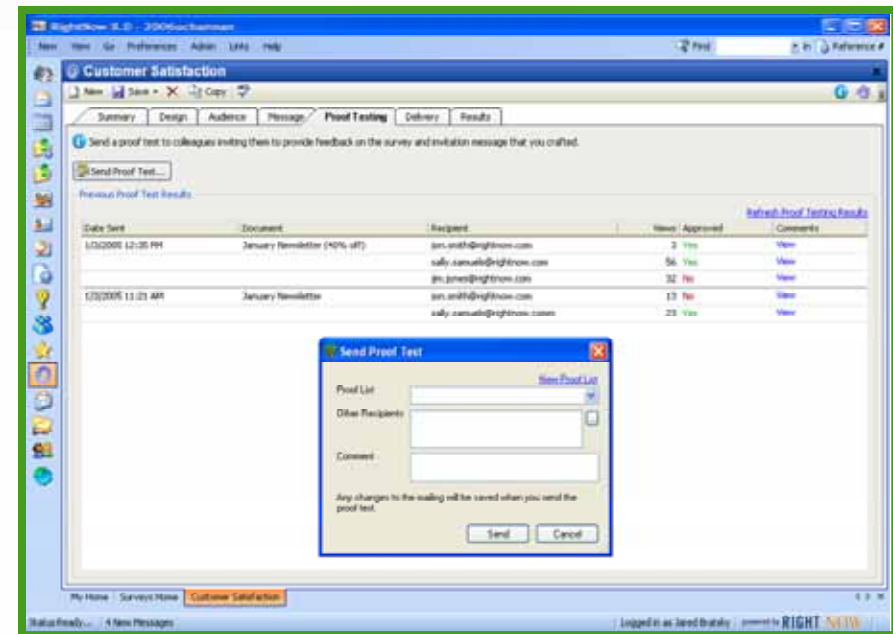 RightNow 8.0 - 2006
New View Go Preferences Admin Links Help Find Reference #
Customer Satisfaction
New Save Copy
Summary Design Audience Message Proof Testing Delivery Results
Send a proof test to colleagues inviting them to provide feedback on the survey and invitation message that you crafted.
Send Proof Test...
Previous Proof Test Results
Refresh Proof Testing Results
Date Sent Document Recipient Views Approved Comments
1/3/2005 12:35 PM January Newsletter (40% off) jon.smith@rightnow.com 3 Yes View
sally.samuels@rightnow.com 56 Yes View
jim.jones@rightnow.com 32 No View
1/3/2005 11:21 AM January Newsletter jon.smith@rightnow.com 13 No View
sally.samuels@rightnow.com 23 Yes View
Send Proof Test
New Proof List
Proof List
Other Recipients
Comment
Any changes to the mailing will be saved when you send the
proof test.
Send Cancel
My Home Surveys Home Customer Satisfaction
Status Ready... 4 New Messages Logged in as Jared powered by RIGHT NOW